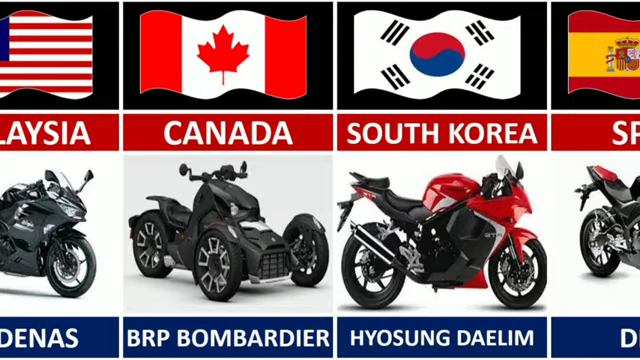 LAYSIA CANADA SOUTH KOREA SP
DENAS BRP BOMBARDIER HYOSUNG DAELIM D